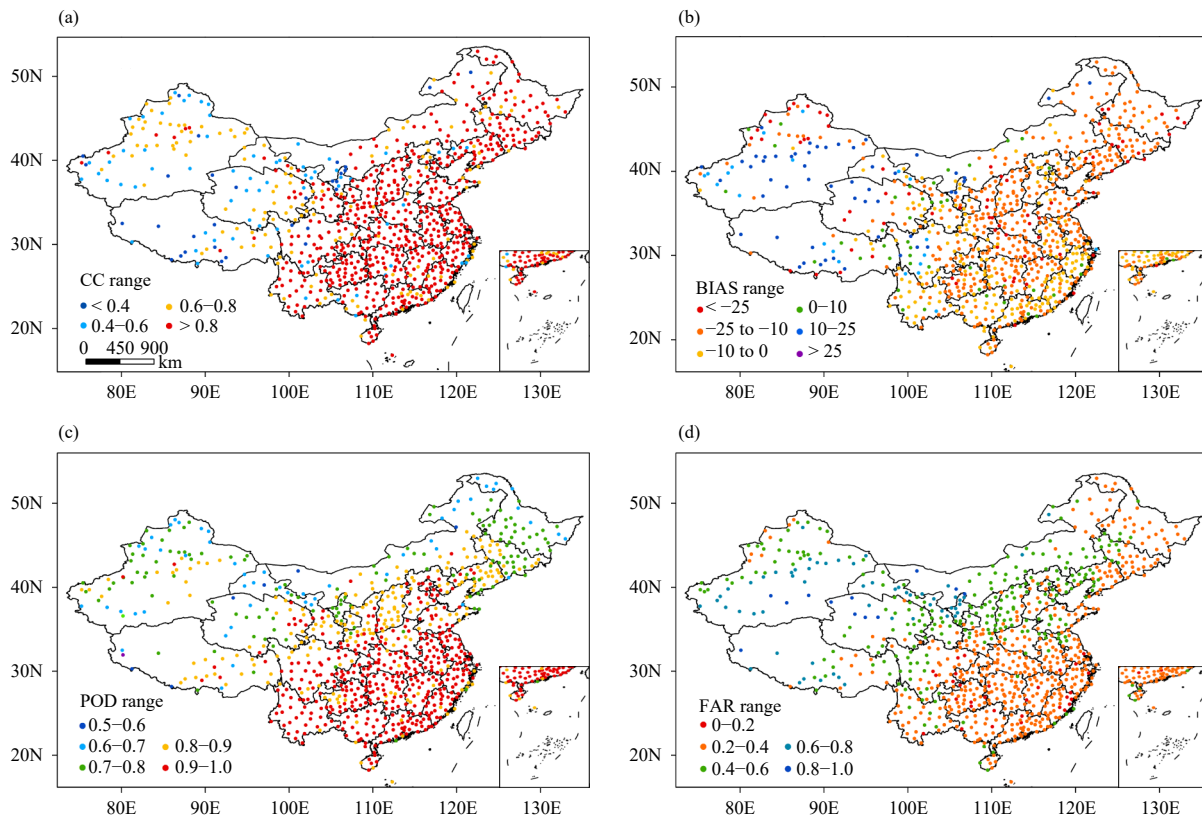 (a)
50N
40N
30N
20N
CC range
< 0.4
0.6−0.8
0.4−0.6
> 0.8
0 450 900
km
80E 90E 100E 110E 120E 130E
(b)
50N
40N
30N
20N
BIAS range
< −25
0−10
−25 to −10
10−25
−10 to 0
> 25
80E 90E 100E 110E 120E 130E
(c)
50N
40N
30N
20N
POD range
0.5−0.6
0.6−0.7
0.8−0.9
0.7−0.8
0.9−1.0
80E 90E 100E 110E 120E 130E
(d)
50N
40N
30N
20N
FAR range
0−0.2
0.2−0.4
0.6−0.8
0.4−0.6
0.8−1.0
80E 90E 100E 110E 120E 130E